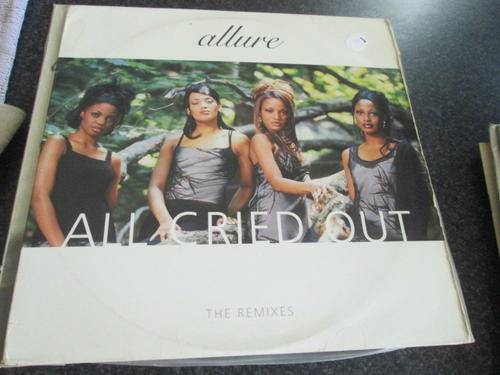 allure
ALL CRIED OUT
THE REMIXES